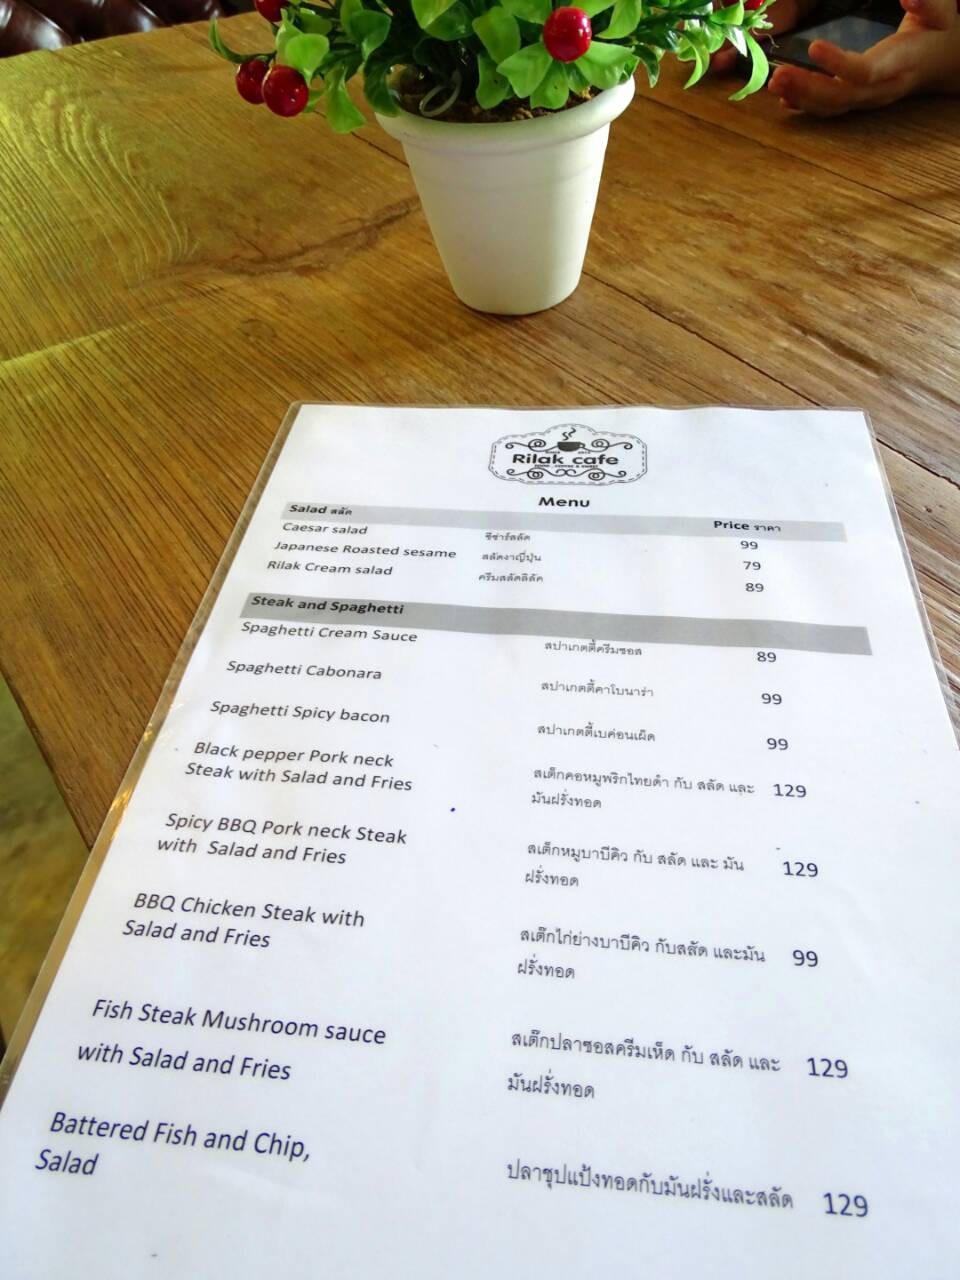 Rilak cafe
Menu
Salad สลัด Price ราคา
Caesar salad ซีซ่าร์สลัด 99
Japanese Roasted sesame สลัดงาญี่ปุ่น 79
Rilak Cream salad ครีมสลัดลิลัค 89
Steak and Spaghetti
Spaghetti Cream Sauce สปาเกตตี้ครีมซอส 89
Spaghetti Cabonara สปาเกตตี้คาโบนาร่า 99
Spaghetti Spicy bacon สปาเกตตี้เบค่อนเผ็ด 99
Black pepper Pork neck สเต็กคอหมูพริกไทยดำ กับ สลัด และ 129
Steak with Salad and Fries มันฝรั่งทอด
Spicy BBQ Pork neck Steak สเต็กหมูบาบีคิว กับ สลัด และ มัน 129
with Salad and Fries ฝรั่งทอด
BBQ Chicken Steak with สเต๊กไก่ย่างบาบีคิว กับสสัด และมัน 99
Salad and Fries ฝรั่งทอด
Fish Steak Mushroom sauce สเต๊กปลาซอสครีมเห็ด กับ สลัด และ 129
with Salad and Fries มันฝรั่งทอด
Battered Fish and Chip, ปลาชุปแป้งทอดกับมันฝรั่งและสลัด 129
Salad